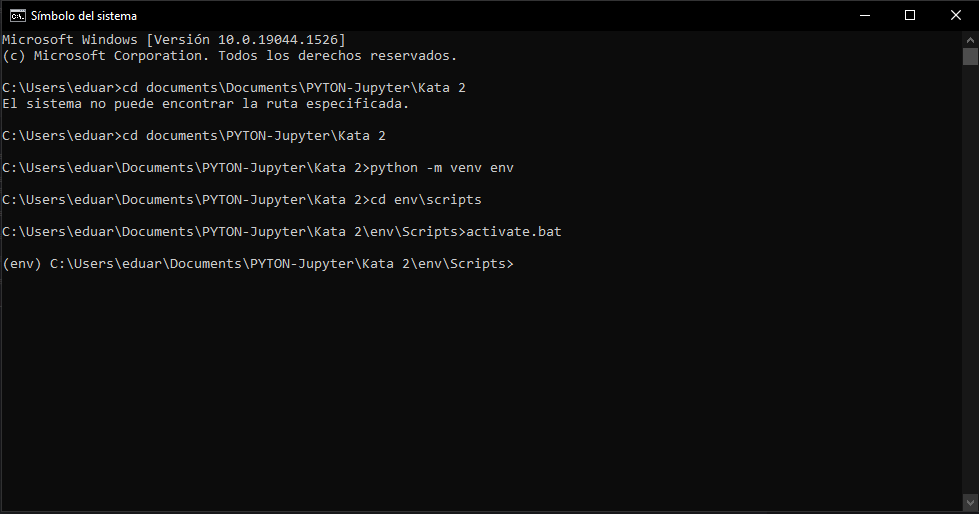 Símbolo del sistema
Microsoft Windows [Versión 10.0.19044.1526]
(c) Microsoft Corporation. Todos los derechos reservados.
C:\Users\eduar>cd documents\Documents\PYTON-Jupyter\Kata 2
El sistema no puede encontrar la ruta especificada.
C:\Users\eduar>cd documents\PYTON-Jupyter\Kata 2
C:\Users\eduar\Documents\PYTON-Jupyter\Kata 2>python -m venv env
C:\Users\eduar\Documents\PYTON-Jupyter\Kata 2>cd env\scripts
C:\Users\eduar\Documents\PYTON-Jupyter\Kata 2\env\Scripts>activate.bat
(env) C:\Users\eduar\Documents\PYTON-Jupyter\Kata 2\env\Scripts>